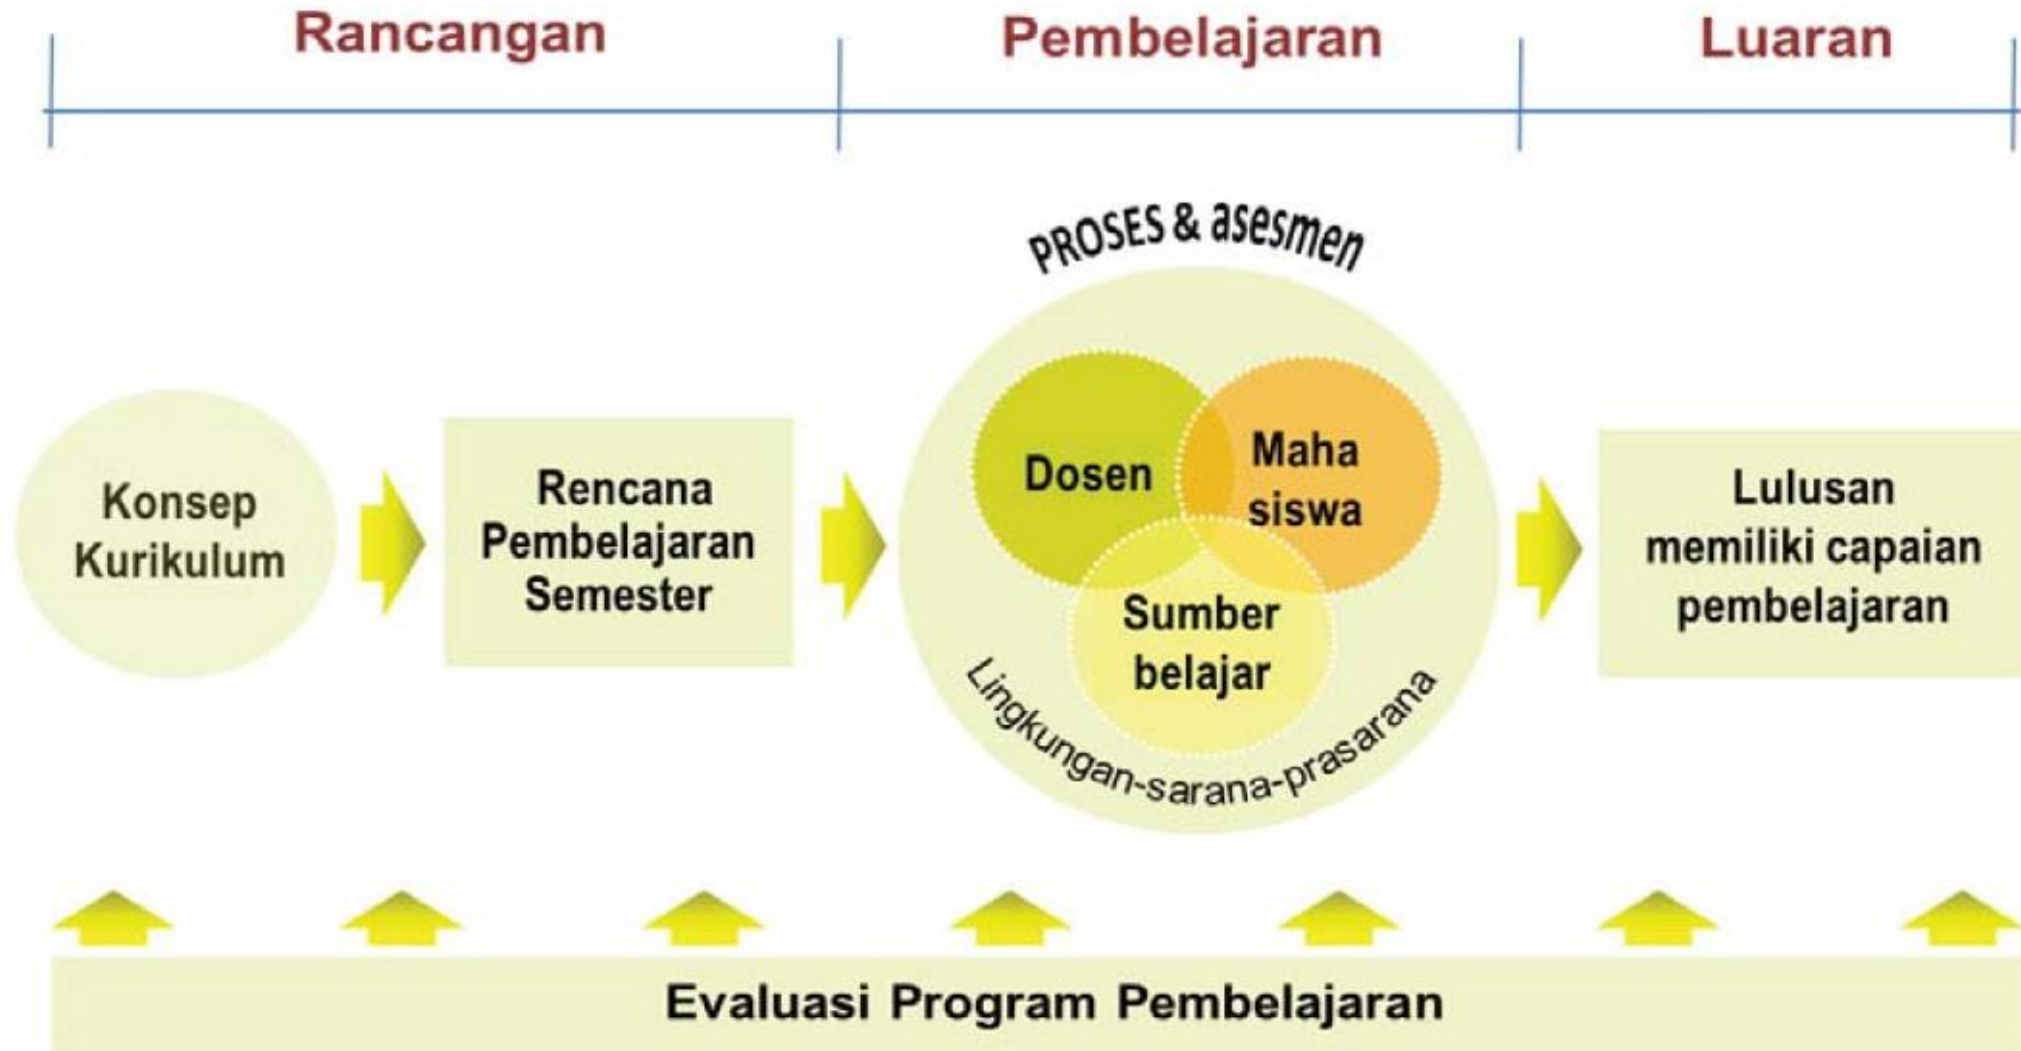 Rancangan
Pembelajaran
Luaran
PROSES & asesmen
Konsep
Kurikulum
Rencana
Pembelajaran
Semester
Dosen
Maha
siswa
Sumber
belajar
Lingkungan-sarana-prasarana
Lulusan
memiliki capaian
pembelajaran
Evaluasi Program Pembelajaran